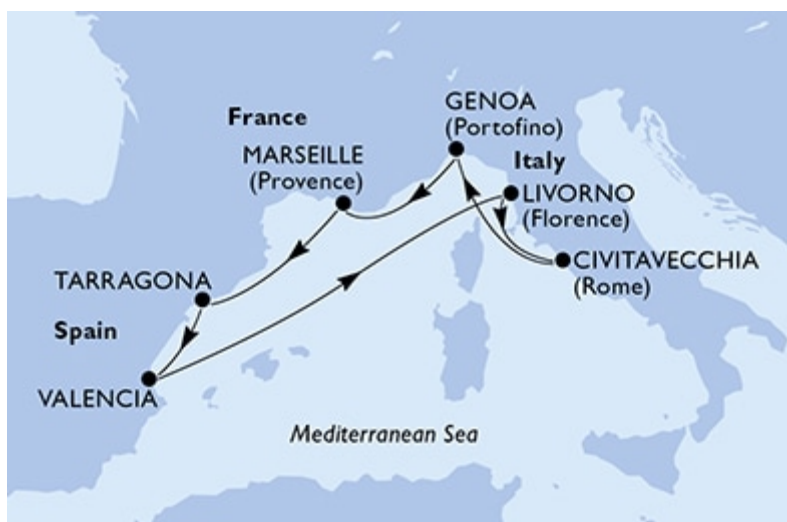 GENOA
(Portofino)
France
MARSEILLE
(Provence)
Italy
LIVORNO
(Florence)
CIVITAVECCHIA
(Rome)
TARRAGONA
Spain
VALENCIA
Mediterranean Sea